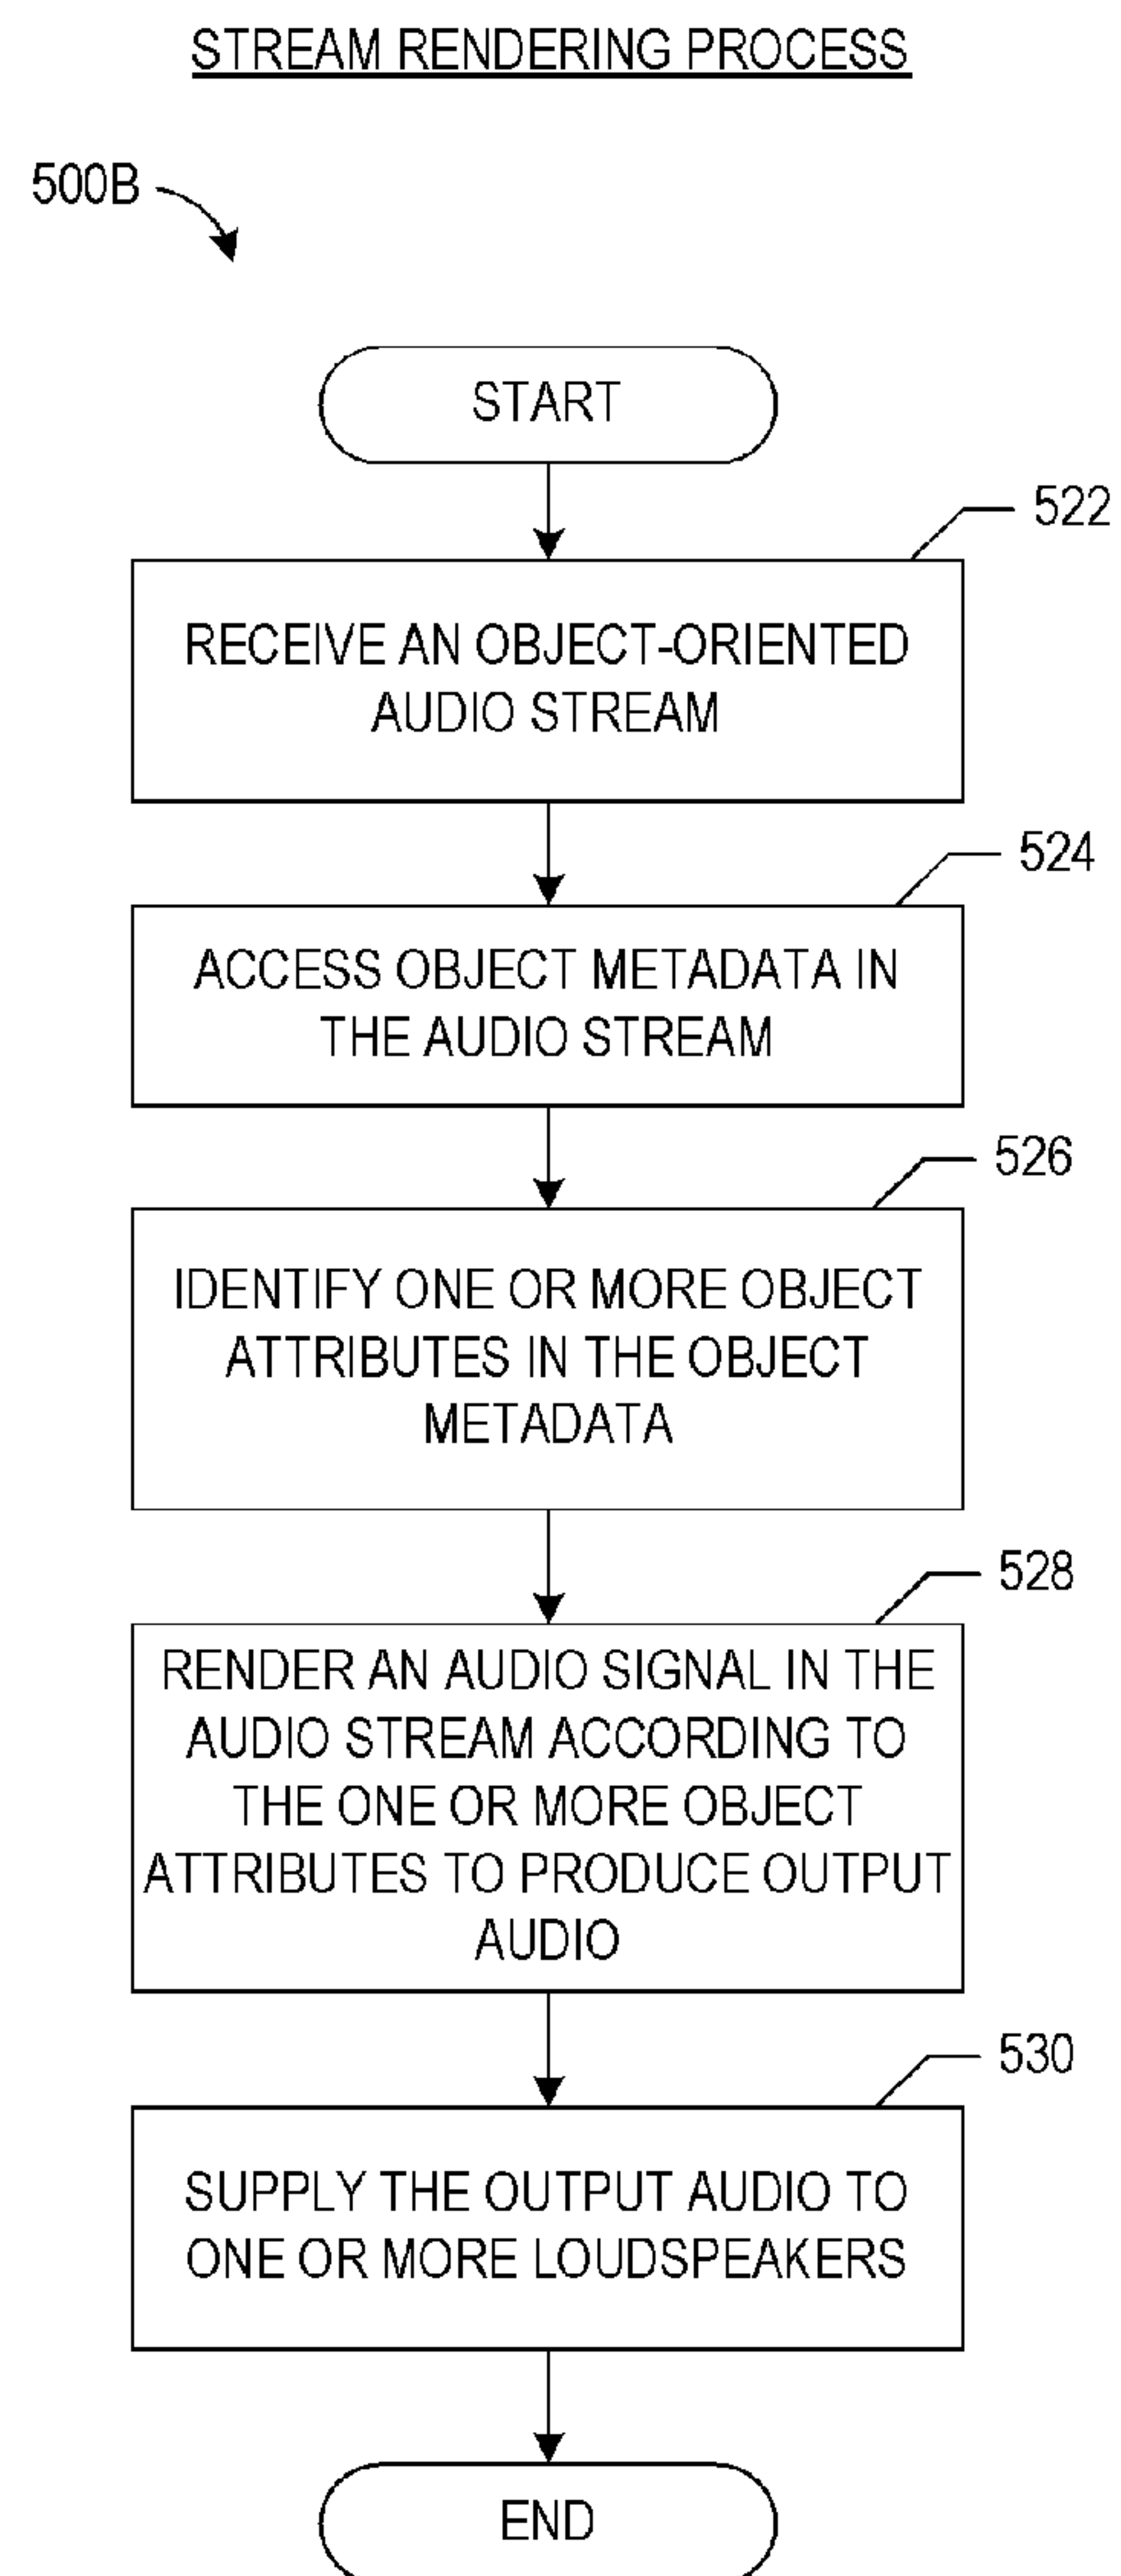 STREAM RENDERING PROCESS
500B
START
522
RECEIVE AN OBJECT-ORIENTED
AUDIO STREAM
524
ACCESS OBJECT METADATA IN
THE AUDIO STREAM
526
IDENTIFY ONE OR MORE OBJECT
ATTRIBUTES IN THE OBJECT
METADATA
528
RENDER AN AUDIO SIGNAL IN THE
AUDIO STREAM ACCORDING TO
THE ONE OR MORE OBJECT
ATTRIBUTES TO PRODUCE OUTPUT
AUDIO
530
SUPPLY THE OUTPUT AUDIO TO
ONE OR MORE LOUDSPEAKERS
END